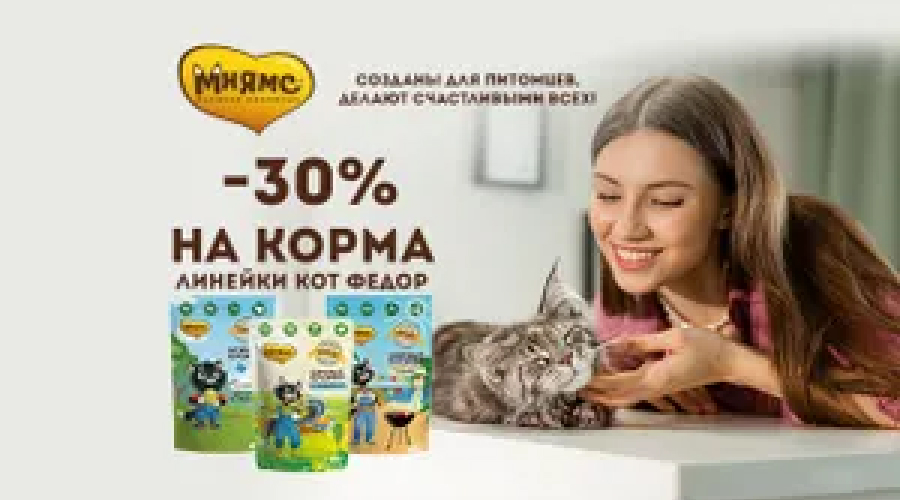 МНЯМС
СОЗДАНЫ ДЛЯ ПИТОМЦЕВ,
ДЕЛАЮТ СЧАСТЛИВЫМИ ВСЕХ!
-30%
НА КОРМА
ЛИНЕЙКИ КОТ ФЕДОР